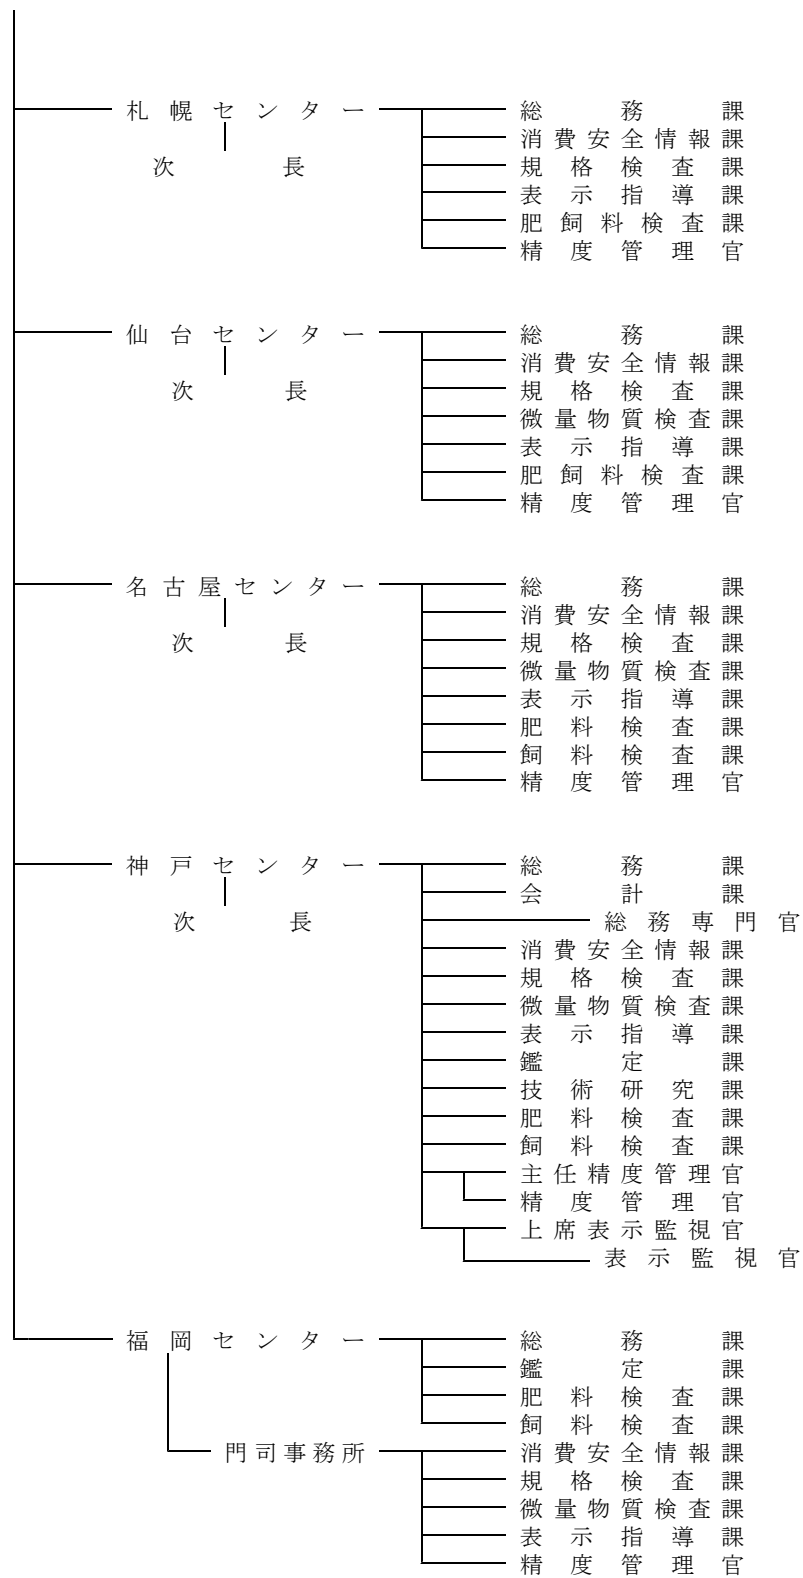 札幌センター 総務課
消費安全情報課
次長 規格検査課
表示指導課
肥飼料検査課
精度管理官
仙台センター 総務課
消費安全情報課
次長 規格検査課
微量物質検査課
表示指導課
肥飼料検査課
精度管理官
名古屋センター 総務課
消費安全情報課
次長 規格検査課
微量物質検査課
表示指導課
肥料検査課
飼料検査課
精度管理官
神戸センター 総務課
会計課
次長 総務専門官
消費安全情報課
規格検査課
微量物質検査課
表示指導課
鑑定課
技術研究課
肥料検査課
飼料検査課
主任精度管理官
精度管理官
上席表示監視官
表示監視官
福岡センター 総務課
鑑定課
肥料検査課
飼料検査課
門司事務所 消費安全情報課
規格検査課
微量物質検査課
表示指導課
精度管理官